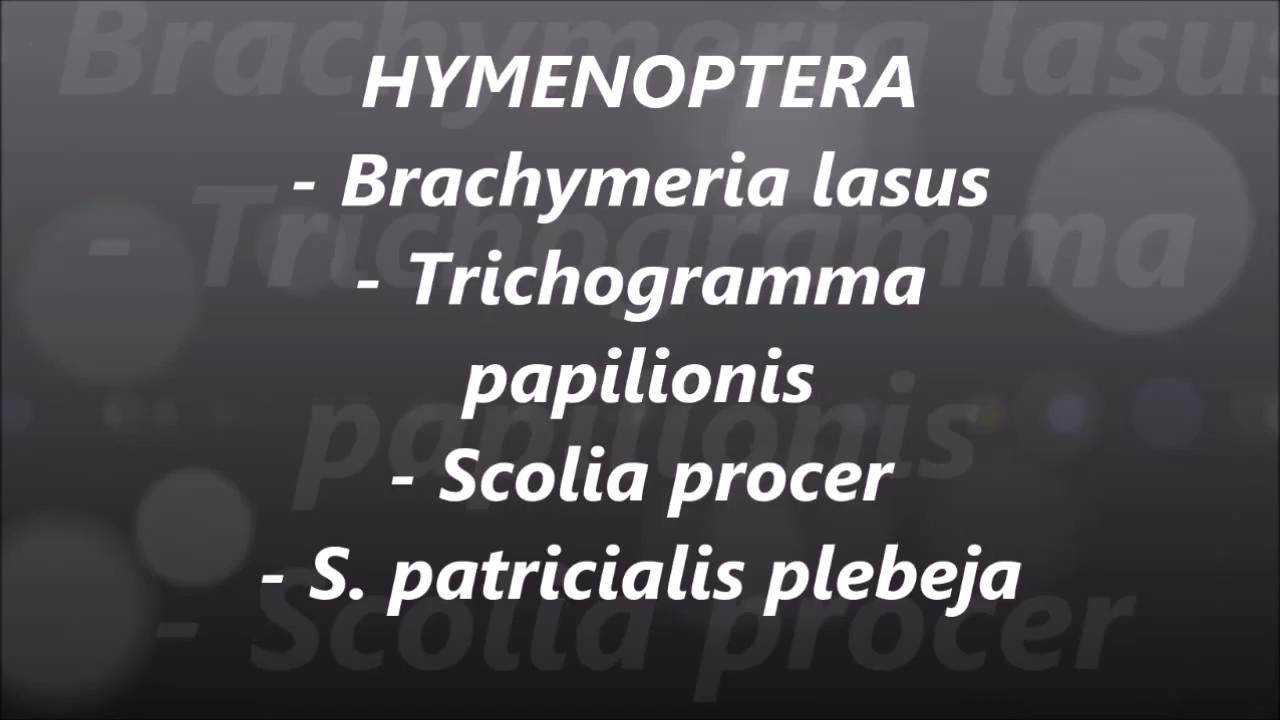 HYMENOPTERA
- Brachymeria lasus
- Trichogramma
papilionis
- Scolia procer
- S. patricialis plebeja